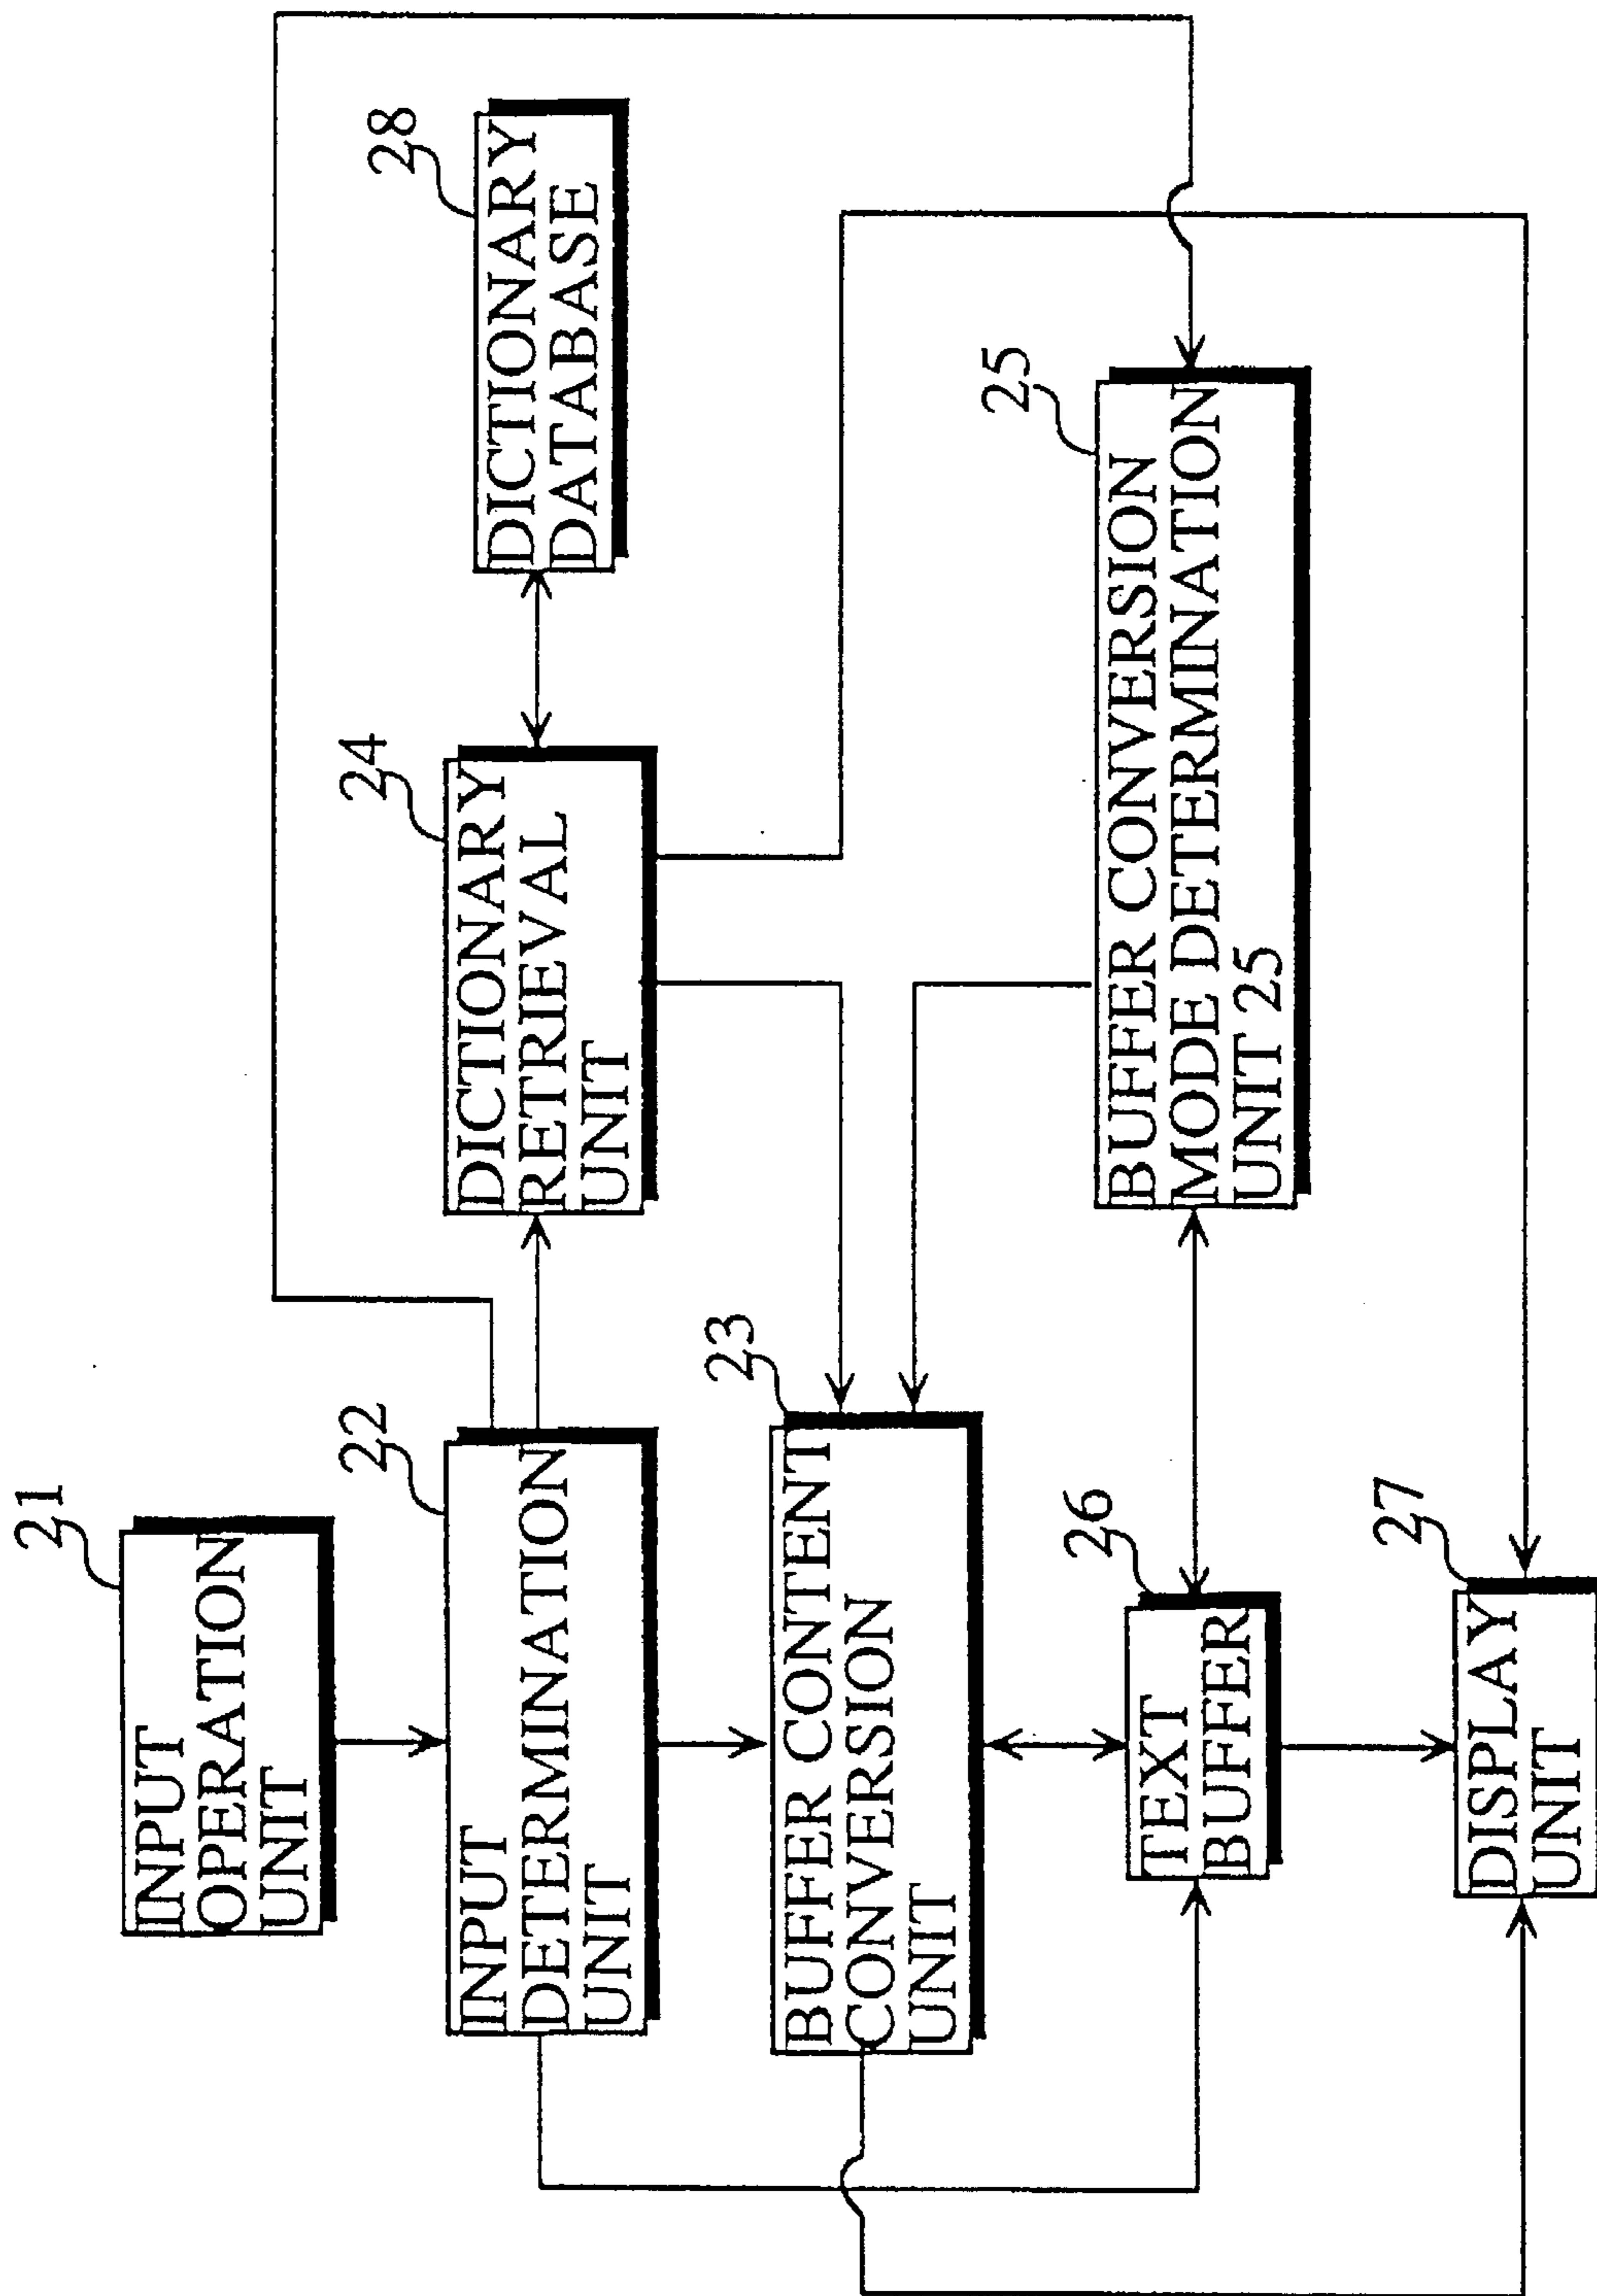 21
INPUT
OPERATION
UNIT
22
INPUT
DETERMINATION
UNIT
24
DICTIONARY
RETRIEVAL
UNIT
28
DICTIONARY
DATABASE
23
BUFFER CONTENT
CONVERSION
UNIT
25
BUFFER CONVERSION
MODE DETERMINATION
UNIT 25
26
TEXT
BUFFER
27
DISPLAY
UNIT